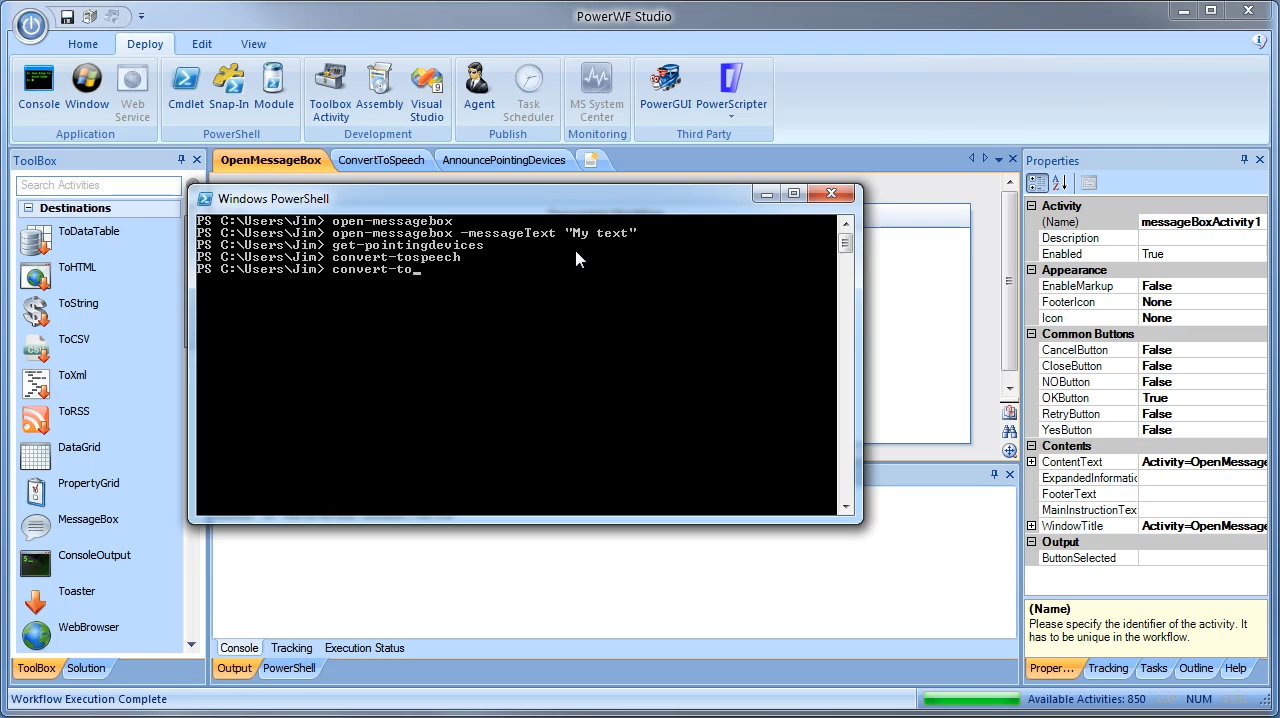 PowerWF Studio
Home
Deploy
Edit
View
Console
Window
Web Service
Application
Cmdlet
Snap-In
Module
PowerShell
Toolbox Activity
Assembly
Visual Studio
Development
Agent
Task Scheduler
Publish
MS System Center
Monitoring
PowerGUI
PowerScripter
Third Party
ToolBox
OpenMessageBox
ConvertToSpeech
AnnouncePointingDevices
Properties
Search Activities
Destinations
ToDataTable
ToHTML
ToString
ToCSV
ToXml
ToRSS
DataGrid
PropertyGrid
MessageBox
ConsoleOutput
Toaster
WebBrowser
ToolBox
Solution
Windows PowerShell
PS C:\Users\Jim> open-messagebox
PS C:\Users\Jim> open-messagebox -messageText "My text"
PS C:\Users\Jim> get-pointingdevices
PS C:\Users\Jim> convert-tospeech
PS C:\Users\Jim> convert-to_
Console
Tracking
Execution Status
Output
PowerShell
Activity
(Name) messageBoxActivity1
Description
Enabled True
Appearance
EnableMarkup False
FooterIcon None
Icon None
Common Buttons
CancelButton False
CloseButton False
NOButton False
OKButton True
RetryButton False
YesButton False
Contents
ContentText Activity=OpenMessage
ExpandedInformatic
FooterText
MainInstructionTex
WindowTitle Activity=OpenMessage
Output
ButtonSelected
(Name)
Please specify the identifier of the activity. It
has to be unique in the workflow.
Proper...
Tracking
Tasks
Outline
Help
Workflow Execution Complete
Available Activities: 850
CAP
NUM